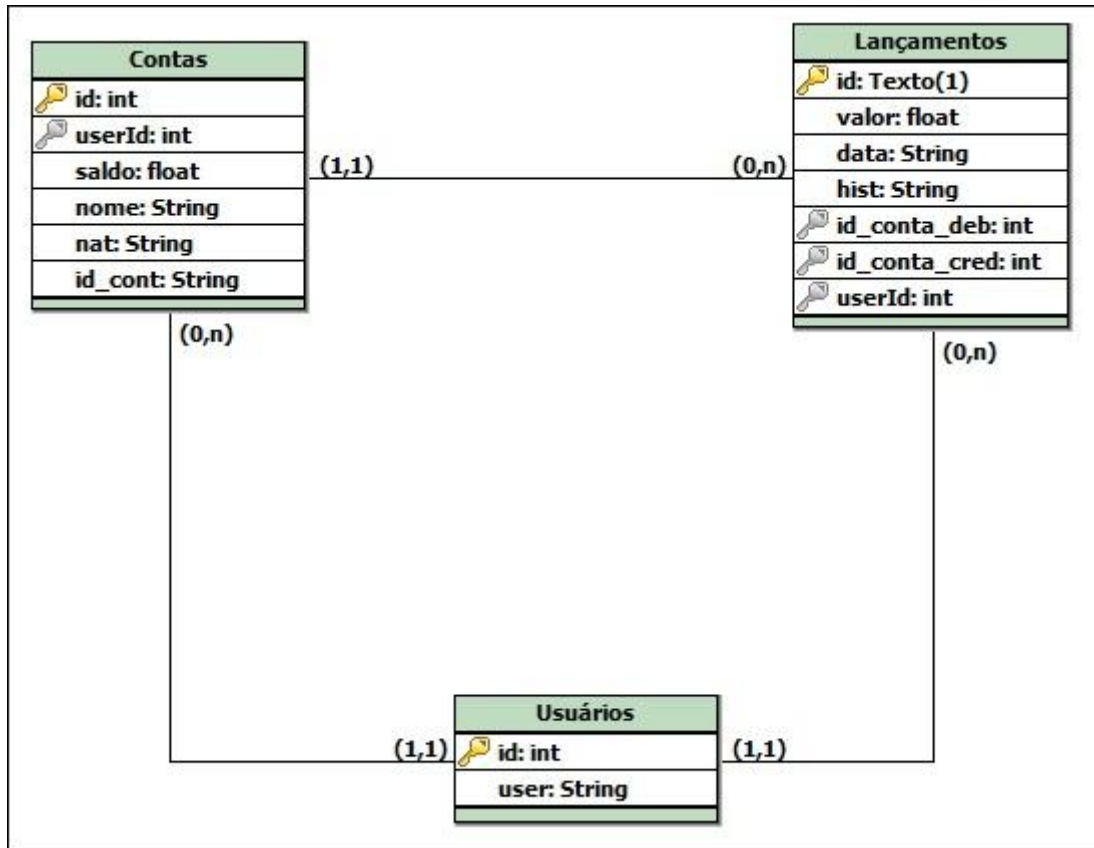 Contas
id: int
userId: int
saldo: float
nome: String
nat: String
id_cont: String
(1,1)
(0,n)
Lançamentos
id: Texto(1)
valor: float
data: String
hist: String
id_conta_deb: int
id_conta_cred: int
userId: int
(0,n)
(0,n)
Usuários
(1,1)
id: int
(1,1)
user: String